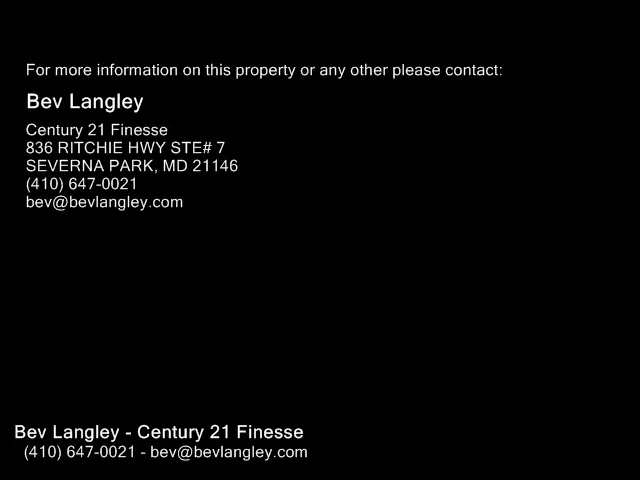 For more information on this property or any other please contact:
Bev Langley
Century 21 Finesse
836 RITCHIE HWY STE# 7
SEVERNA PARK, MD 21146
(410) 647-0021
bev@bevlangley.com
Bev Langley - Century 21 Finesse
(410) 647-0021 - bev@bevlangley.com